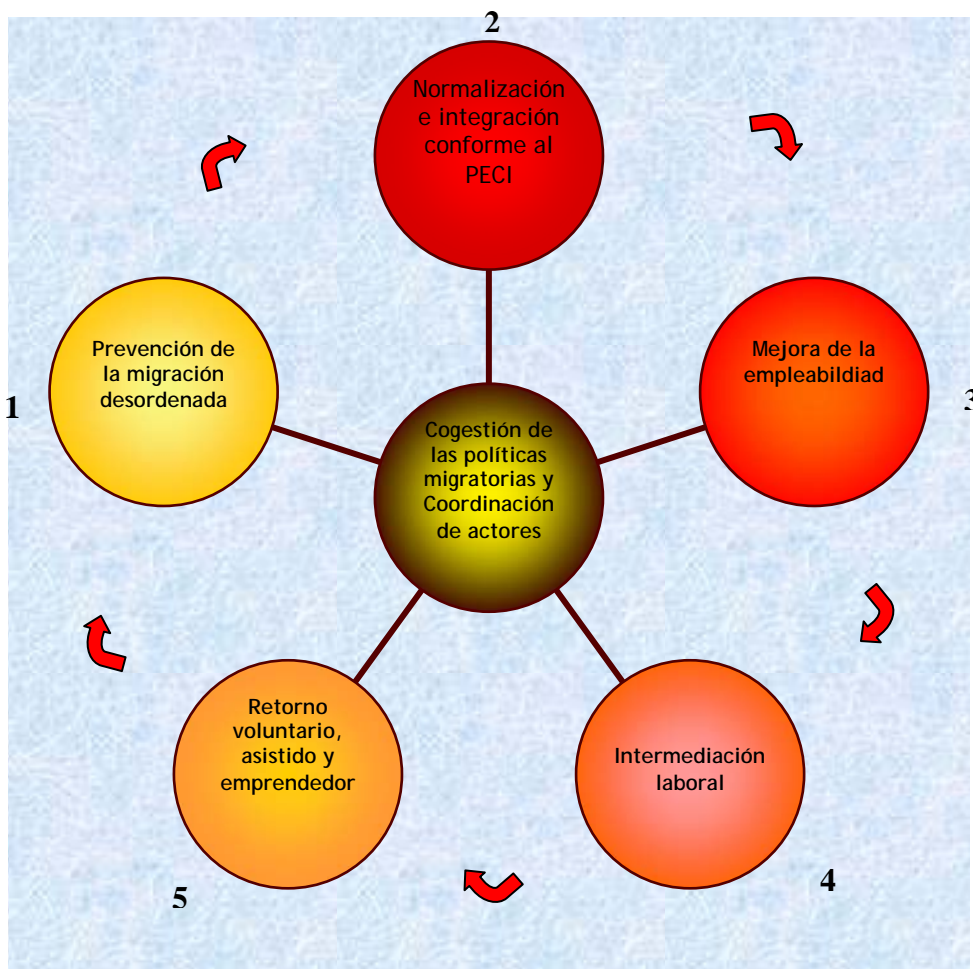 2
Normalización
e integración
conforme al
PECI
Prevención de
la migración
desordenada
1
Mejora de la
empleabildiad
3
Cogestión de
las políticas
migratorias y
Coordinación
de actores
Retorno
voluntario,
asistido y
emprendedor
5
Intermediación
laboral
4